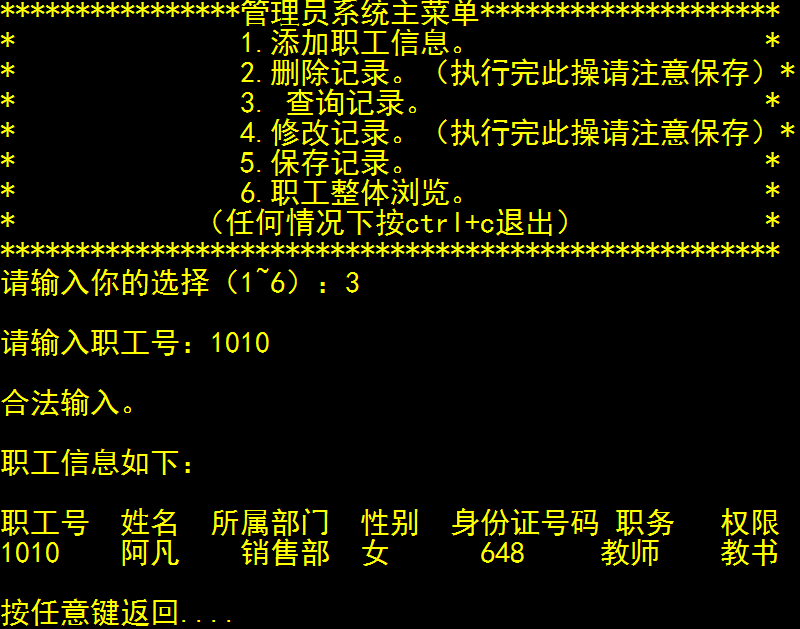 ****************管理员系统主菜单********************
* 1.添加职工信息。 *
* 2.删除记录。（执行完此操请注意保存）*
* 3. 查询记录。 *
* 4.修改记录。（执行完此操请注意保存）*
* 5.保存记录。 *
* 6.职工整体浏览。 *
* （任何情况下按ctrl+c退出） *
****************************************************
请输入你的选择（1~6）：3
请输入职工号：1010
合法输入。
职工信息如下：
职工号 姓名 所属部门 性别 身份证号码 职务 权限
1010 阿凡 销售部 女 648 教师 教书
按任意键返回....